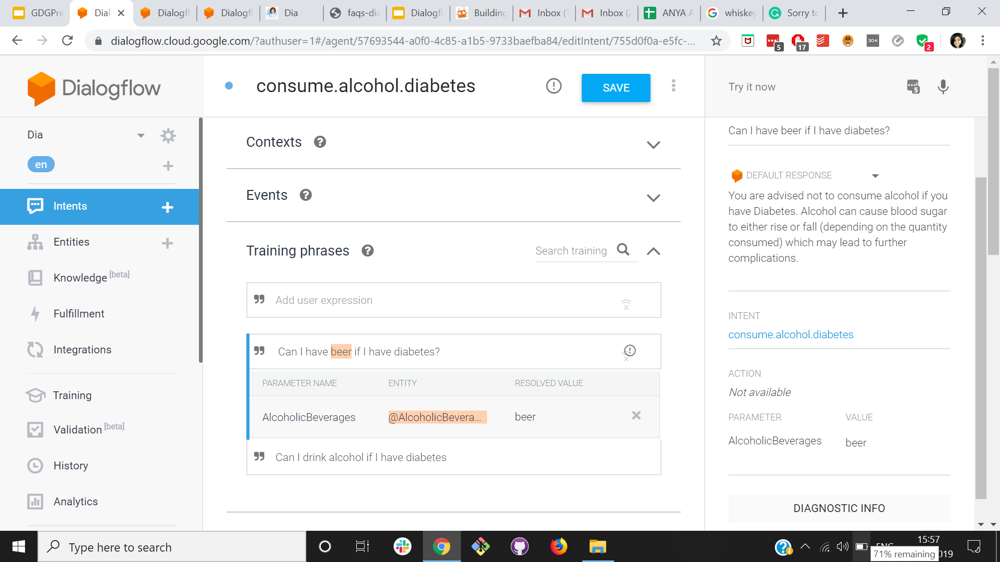 GDGPre
Dial
Dialogfl
Dialogfl
Dia
faqs-dia
Dialogfl
Building
Inbox (
Inbox (2
ANYA A
whiskey
Sorry to
dialogflow.cloud.google.com/?authuser=1#/agent/57693544-a0f0-4c85-a1b5-9733baefba84/editIntent/755d0f0a-e5fc-...
5
17
30K
2
Dialogflow
consume.alcohol.diabetes
SAVE
Try it now
5
Dia
en
Intents
Entities
Knowledge [beta]
Fulfillment
Integrations
Training
Validation [beta]
History
Analytics
Contexts
Events
Training phrases
Search training
Add user expression
Can I have beer if I have diabetes?
PARAMETER NAME ENTITY RESOLVED VALUE
AlcoholicBeverages @AlcoholicBevera... beer
Can I drink alcohol if I have diabetes
Can I have beer if I have diabetes?
DEFAULT RESPONSE
You are advised not to consume alcohol if you
have Diabetes. Alcohol can cause blood sugar
to either rise or fall (depending on the quantity
consumed) which may lead to further
complications.
INTENT
consume.alcohol.diabetes
ACTION
Not available
PARAMETER VALUE
AlcoholicBeverages beer
DIAGNOSTIC INFO
Type here to search
15:57
71% remaining
019